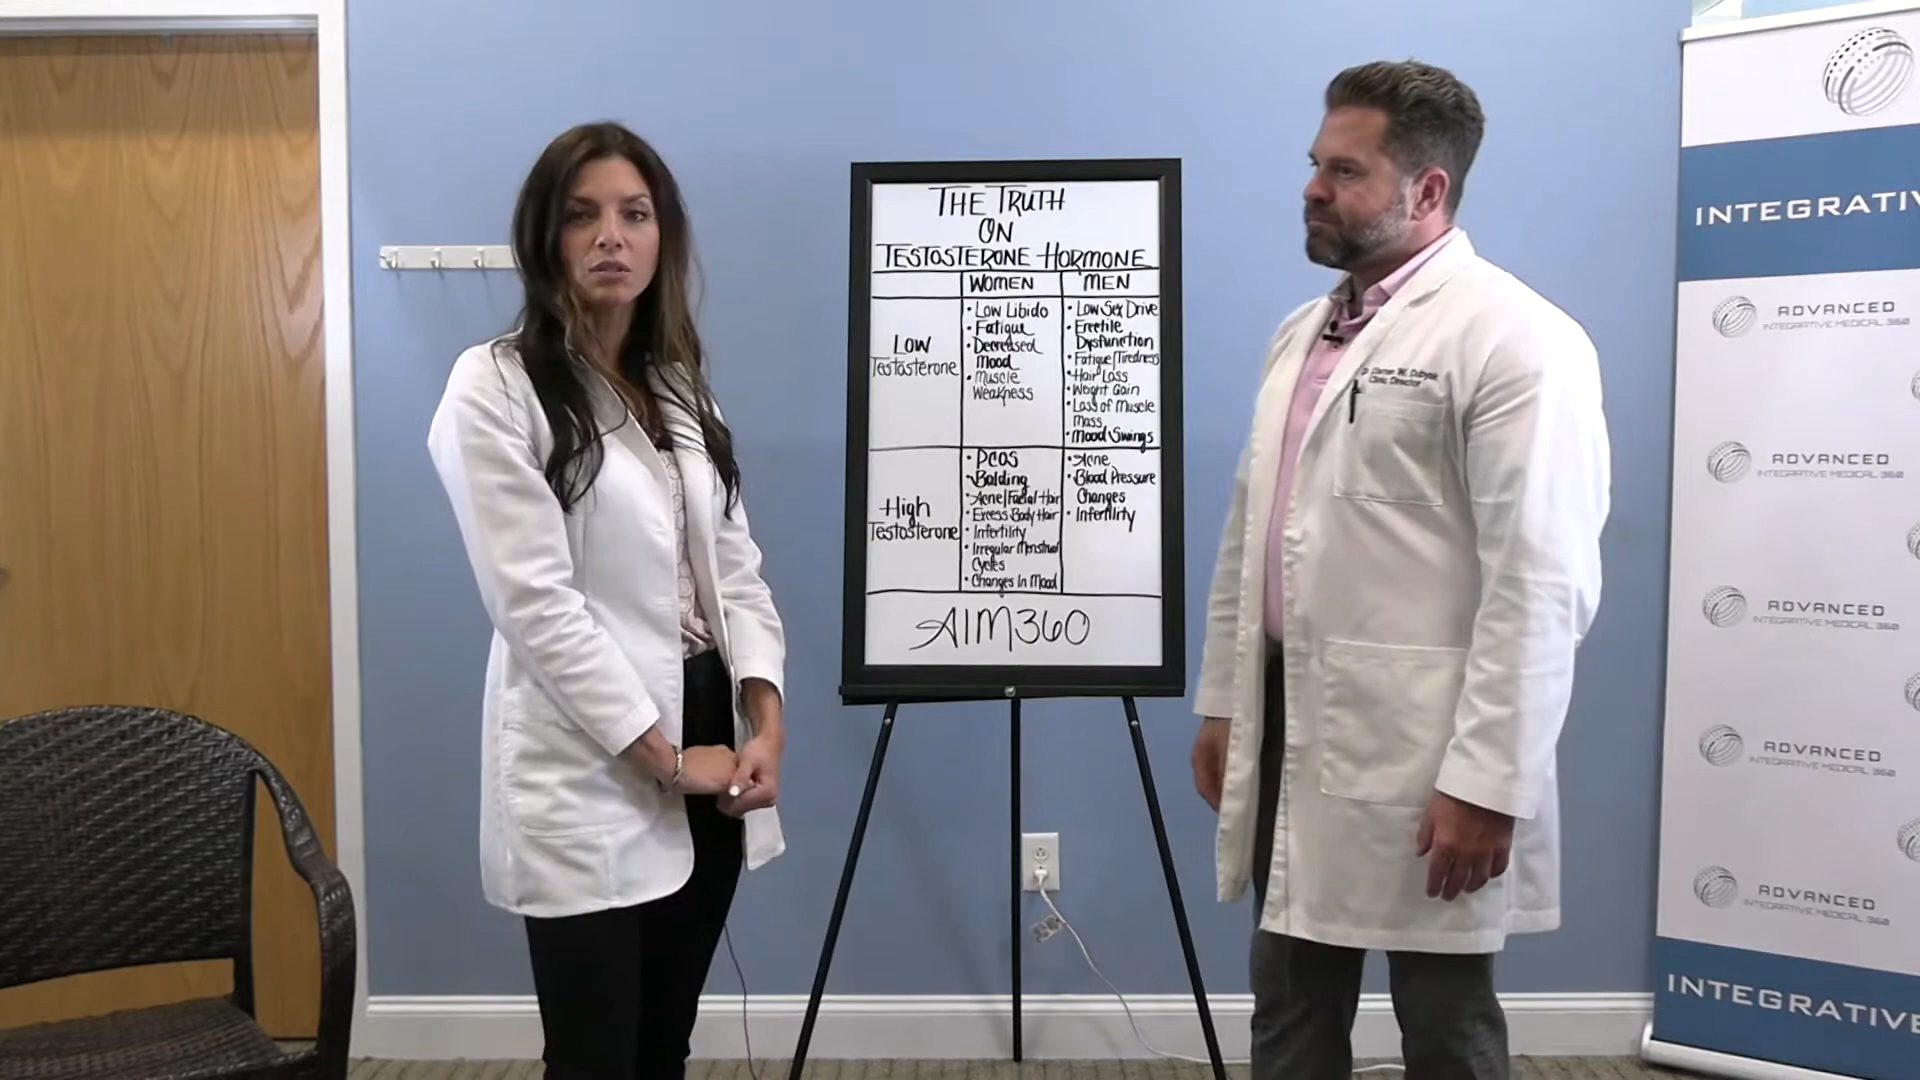 THE TRUTH
ON
TESTOSTERONE HORMONE
WOMEN
MEN
LOW
Testosterone
• Low Libido
• Fatigue
• Decreased
Mood
• Muscle
Weakness
• Low Sex Drive
• Erectile
Dysfunction
• Fatigue/Tiredness
• Hair Loss
• Weight Gain
• Loss of Muscle
Mass
• Mood Swings
High
Testosterone
• PCOS
• Balding
• Acne/Facial Hair
• Excess Body Hair
• Infertility
• Irregular Menstrual
Cycles
• Changes In Mood
• Acne
• Blood Pressure
Changes
• Infertility
AIM360
Clinic Director
INTEGRATIV
ADVANCED
INTEGRATIVE MEDICAL 360
ADVANCED
INTEGRATIVE MEDICAL 360
ADVANCED
INTEGRATIVE MEDICAL 360
ADVANCED
INTEGRATIVE MEDICAL 360
ADVANCED
INTEGRATIVE MEDICAL 360
INTEGRATIVE